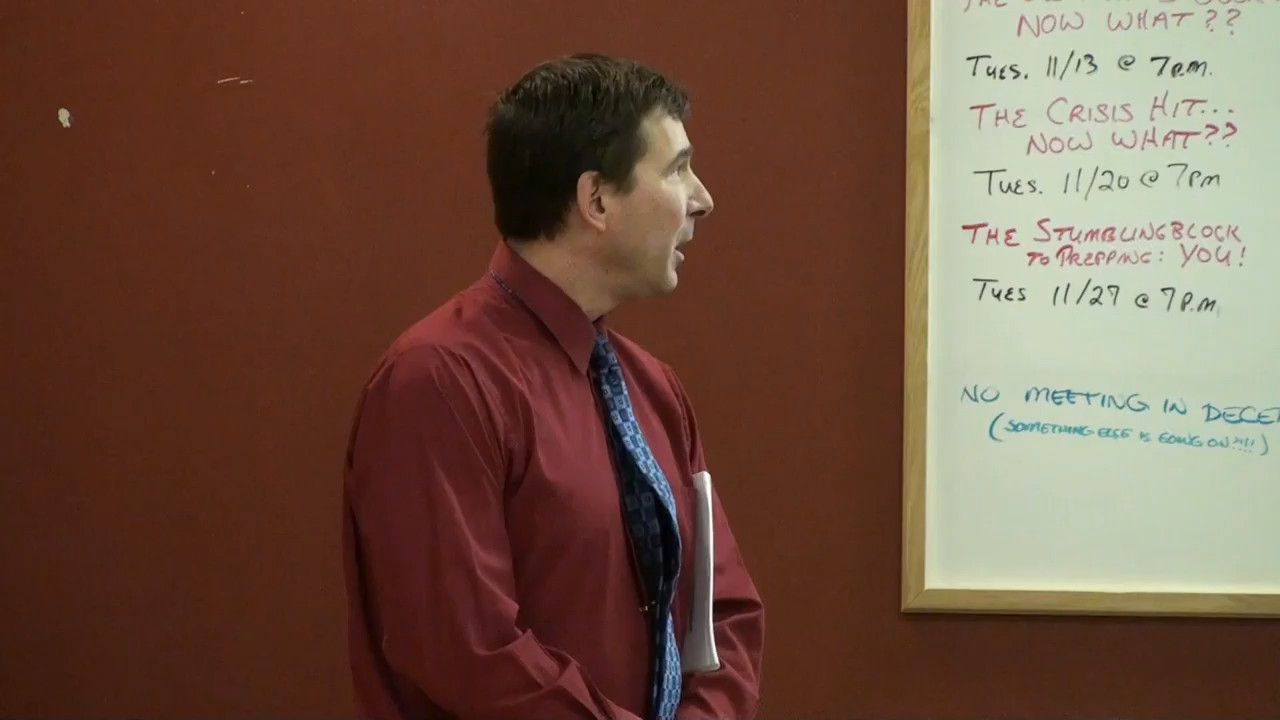 NOW WHAT??
TUES. 11/13 @ 7P.M.
THE CRISIS HIT...
NOW WHAT??
TUES. 11/20 @ 7PM
THE STUMBLINGBLOCK
TO PREPPING: YOU!
TUES 11/27 @ 7P.M.
NO MEETING IN DECE
(SOMETHING ELSE IS GOING ON?!!!)